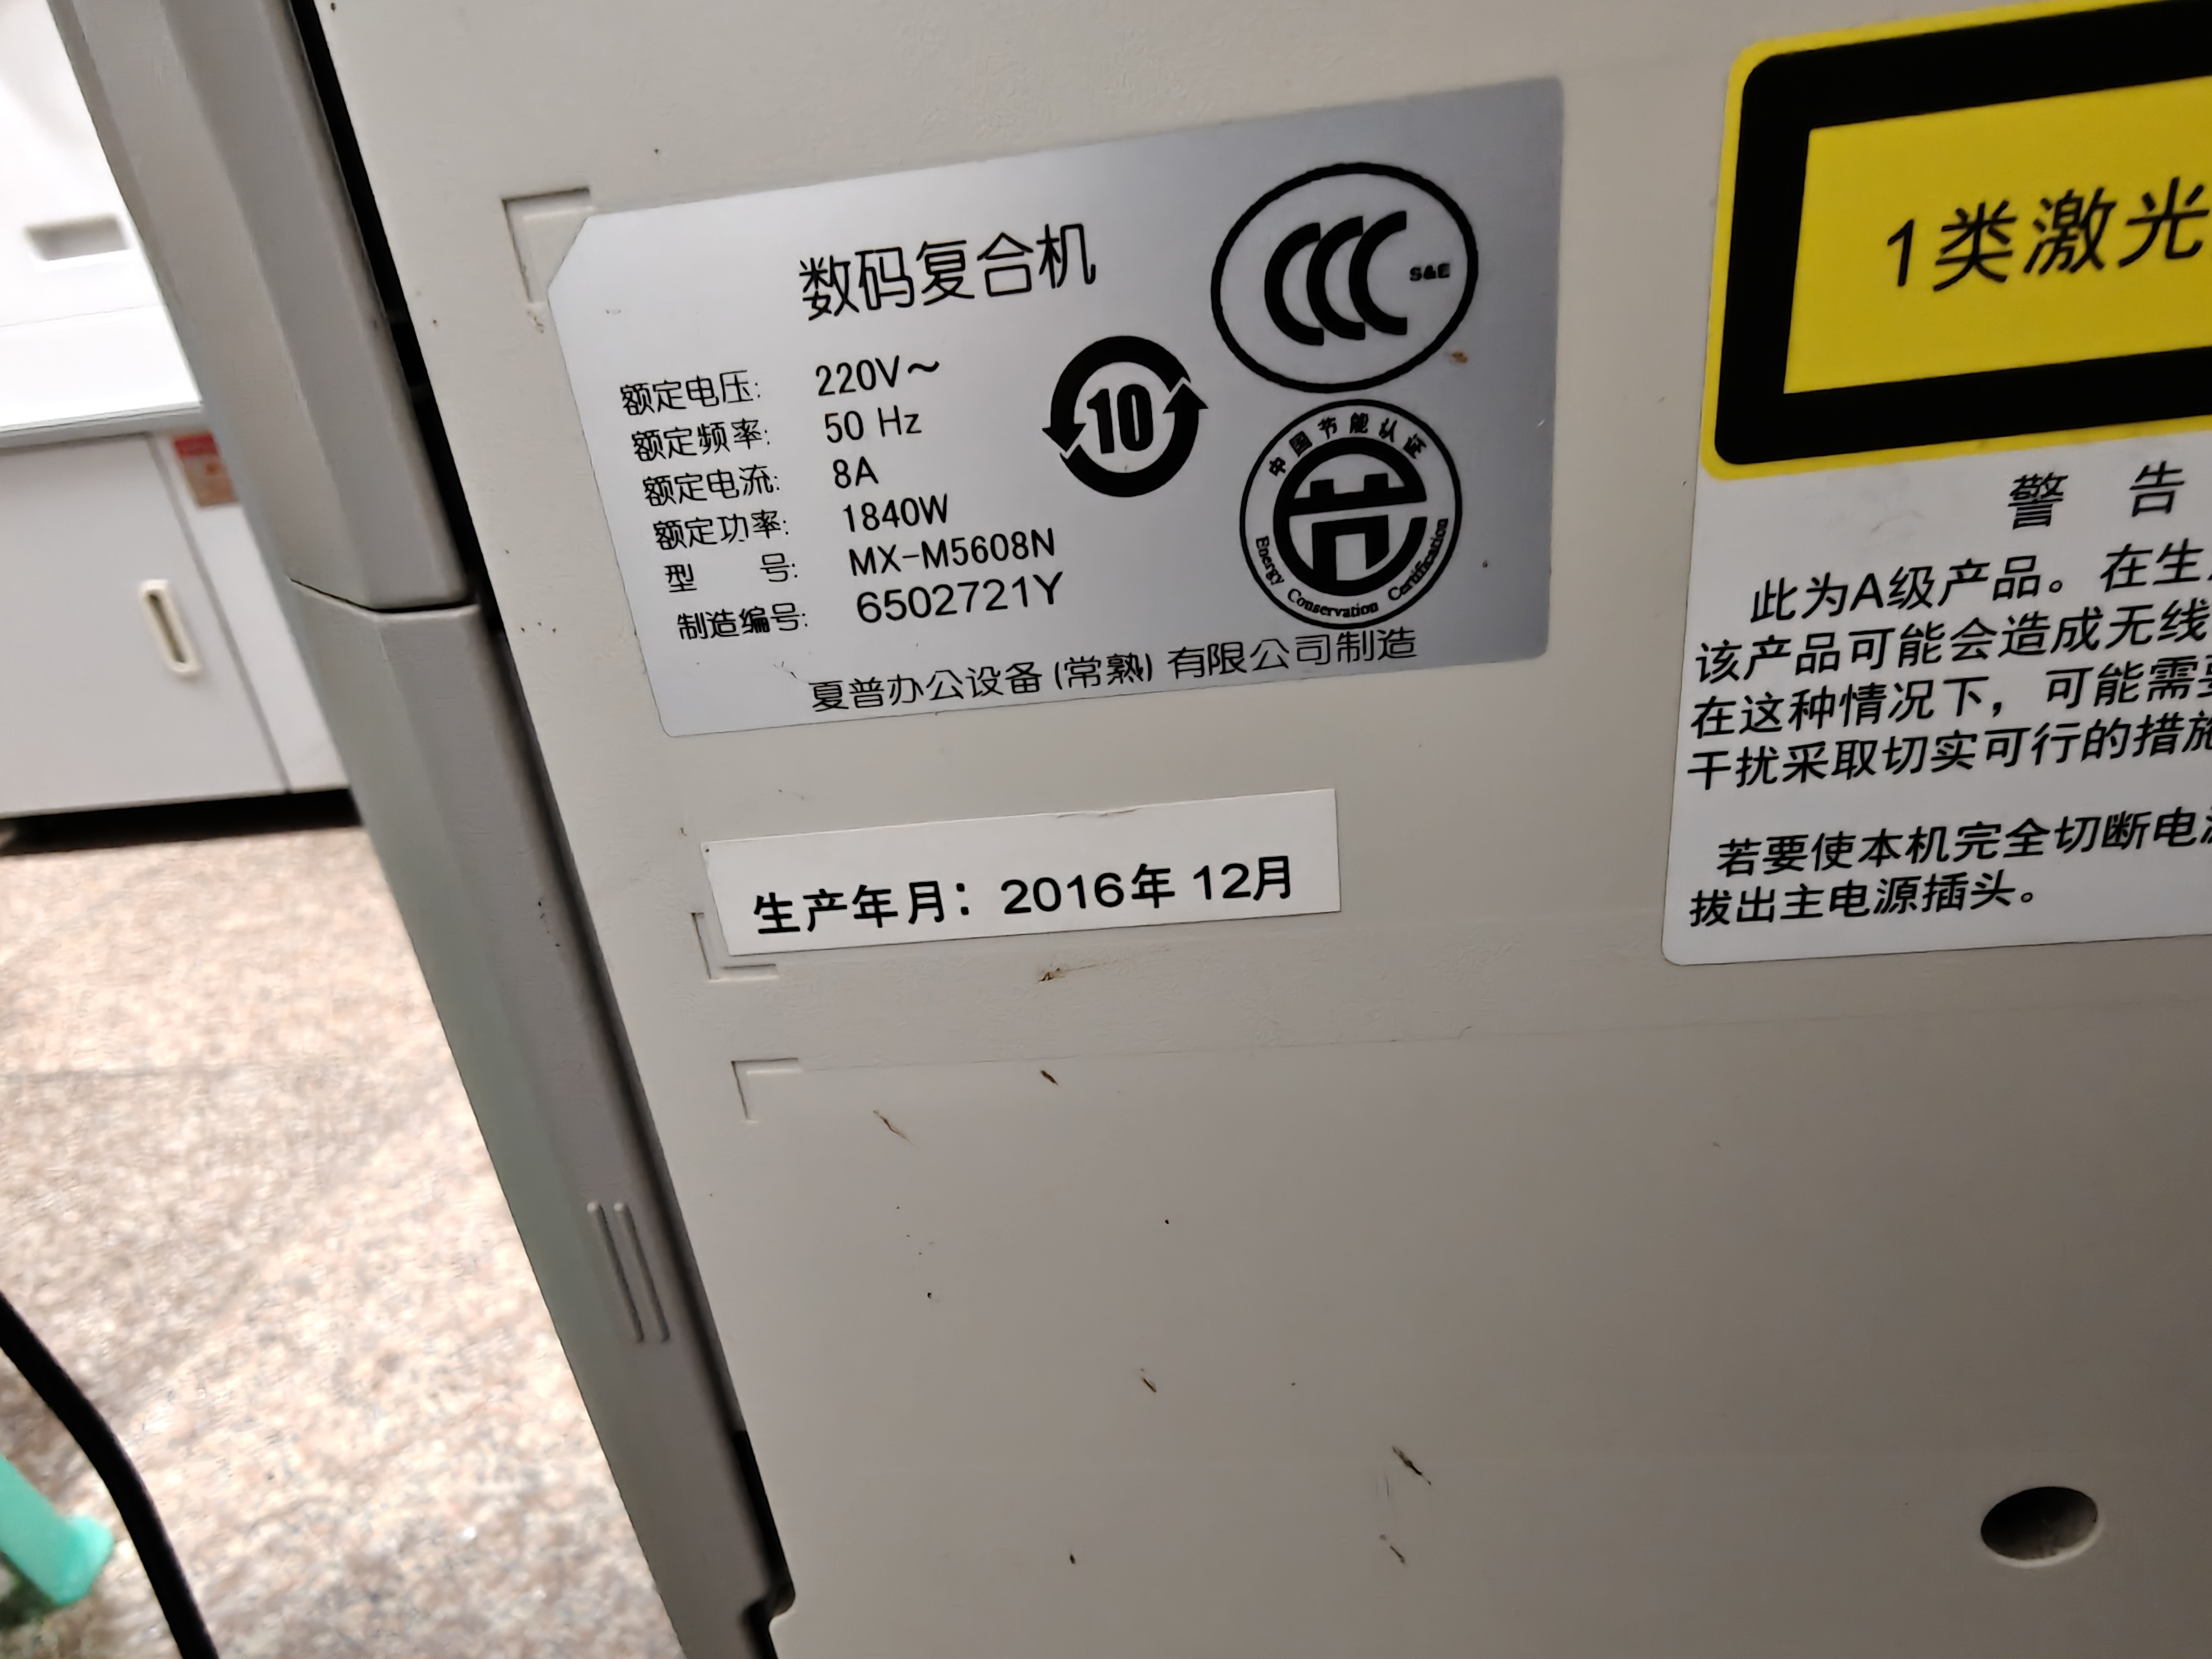 数码复合机
S&E
额定电压: 220V～
额定频率: 50 Hz
额定电流: 8A
额定功率: 1840W
型 号: MX-M5608N
制造编号: 6502721Y
10
中国节能认证
Energy Conservation Certification
夏普办公设备(常熟)有限公司制造
生产年月：2016年 12月
1类激光
警 告
此为A级产品。在生
该产品可能会造成无线
在这种情况下，可能需
干扰采取切实可行的措施
若要使本机完全切断电
拔出主电源插头。